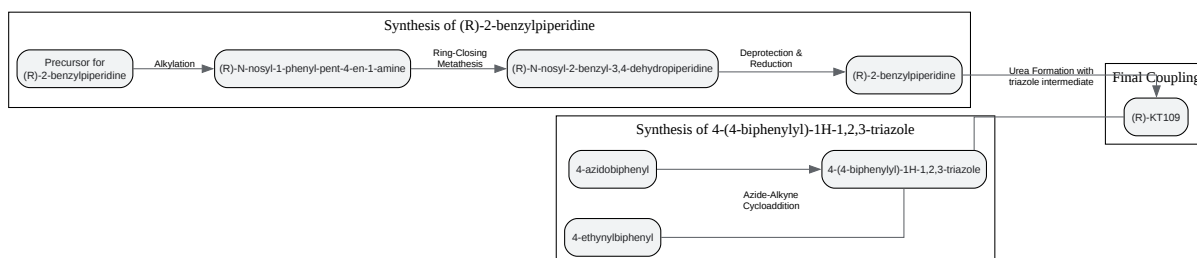 Synthesis of (R)-2-benzylpiperidine
Precursor for
(R)-2-benzylpiperidine
Alkylation
(R)-N-nosyl-1-phenyl-pent-4-en-1-amine
Ring-Closing
Metathesis
(R)-N-nosyl-2-benzyl-3,4-dehydropiperidine
Deprotection &
Reduction
(R)-2-benzylpiperidine
Urea Formation with
triazole intermediate
Final Coupling
(R)-KT109
Synthesis of 4-(4-biphenylyl)-1H-1,2,3-triazole
4-azidobiphenyl
4-(4-biphenylyl)-1H-1,2,3-triazole
Azide-Alkyne
Cycloaddition
4-ethynylbiphenyl